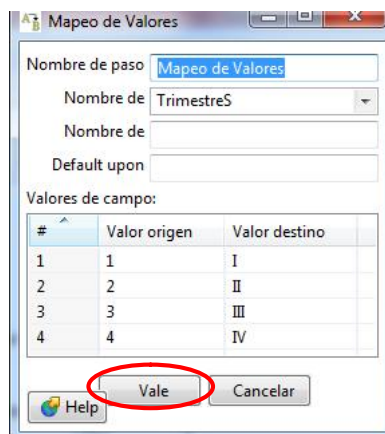 Mapeo de Valores
Nombre de paso Mapeo de Valores
Nombre de TrimestreS
Nombre de
Default upon
Valores de campo:
# Valor origen Valor destino
1 1 I
2 2 II
3 3 III
4 4 IV
Vale Cancelar
Help